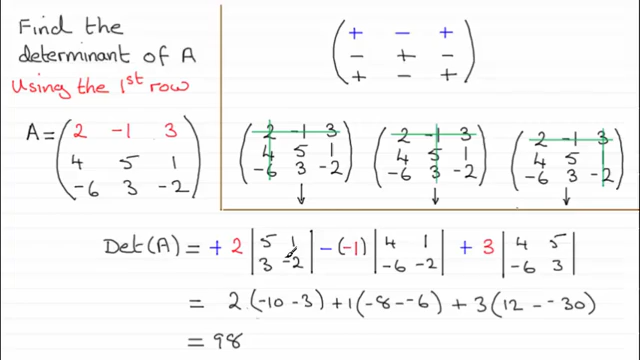 Find the
determinant of A
Using the 1st row
+ − +
− + −
+ − +
A = ( 2 -1 3
4 5 1
-6 3 -2 )
2 -1 3
4 5 1
-6 3 -2
2 -1 3
4 5 1
-6 3 -2
2 -1 3
4 5
-6 3 -2
Det(A) = + 2 | 5 1 | − (-1) | 4 1 | + 3 | 4 5 |
| 3 -2 | | -6 -2 | | -6 3 |
= 2 (-10 -3) +1 (-8 - -6) + 3 (12 - -30)
= 98